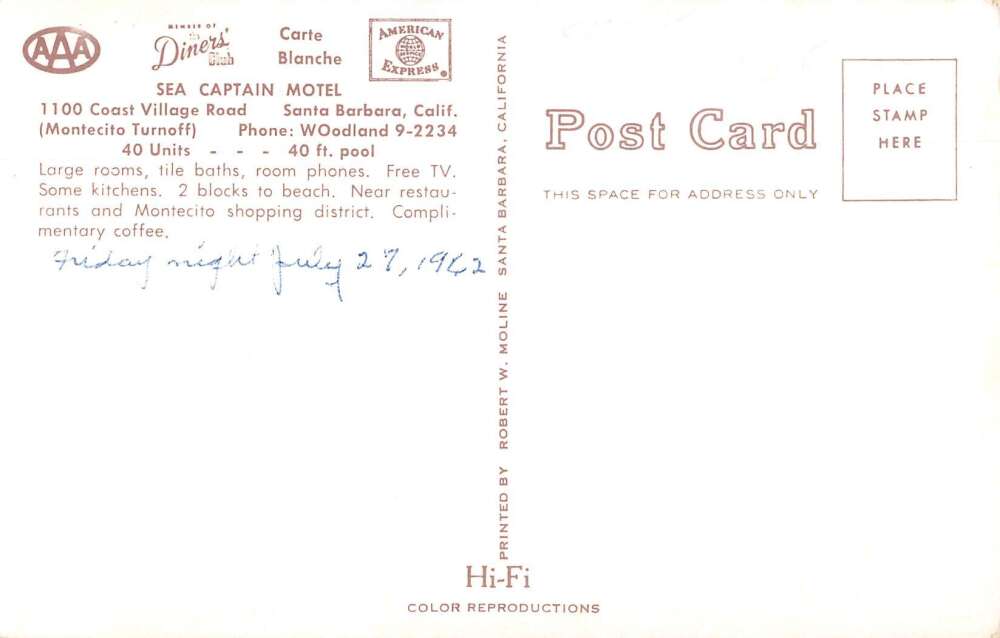 AAA
MEMBER OF
the
Diners'
Club
Carte
Blanche
AMERICAN
EXPRESS
SEA CAPTAIN MOTEL
1100 Coast Village Road Santa Barbara, Calif.
(Montecito Turnoff) Phone: WOodland 9-2234
40 Units - - - 40 ft. pool
Large rooms, tile baths, room phones. Free TV.
Some kitchens. 2 blocks to beach. Near restau-
rants and Montecito shopping district. Compli-
mentary coffee.
Friday night July 27, 1962
PRINTED BY ROBERT W. MOLINE SANTA BARBARA, CALIFORNIA
Post Card
THIS SPACE FOR ADDRESS ONLY
PLACE
STAMP
HERE
Hi-Fi
COLOR REPRODUCTIONS